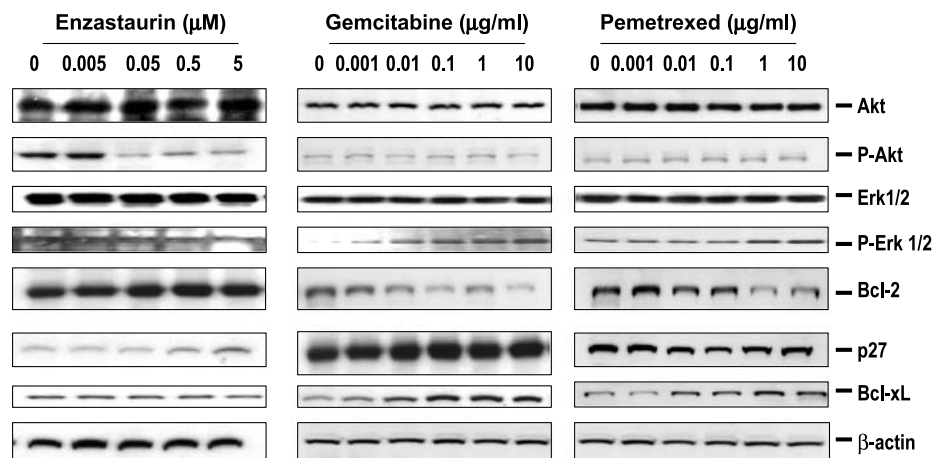 Enzastaurin (μM) Gemcitabine (μg/ml) Pemetrexed (μg/ml)
0 0.005 0.05 0.5 5 0 0.001 0.01 0.1 1 10 0 0.001 0.01 0.1 1 10
Akt
P-Akt
Erk1/2
P-Erk 1/2
Bcl-2
p27
Bcl-xL
β-actin